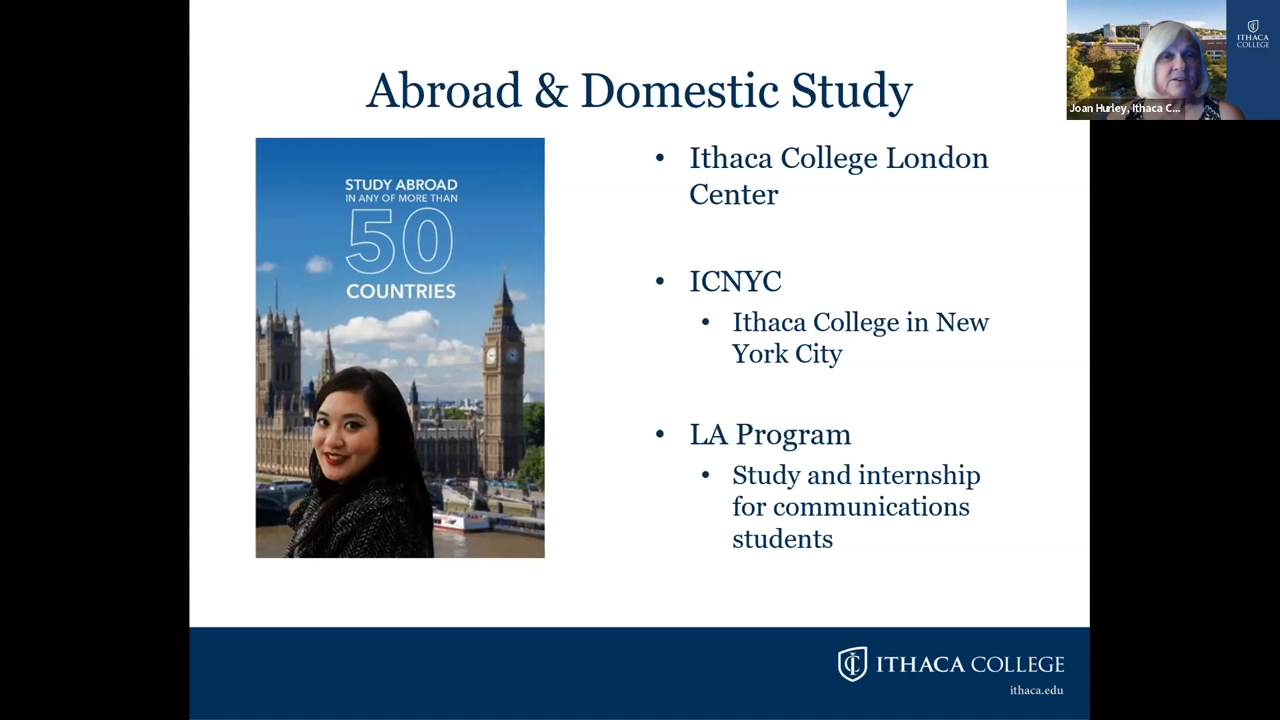 Abroad & Domestic Study
STUDY ABROAD
IN ANY OF MORE THAN
50
COUNTRIES
• Ithaca College London
Center
• ICNYC
• Ithaca College in New
York City
• LA Program
• Study and internship
for communications
students
ITHACA COLLEGE
ithaca.edu
ITHACA
COLLEGE
Joan Hurley, Ithaca C...